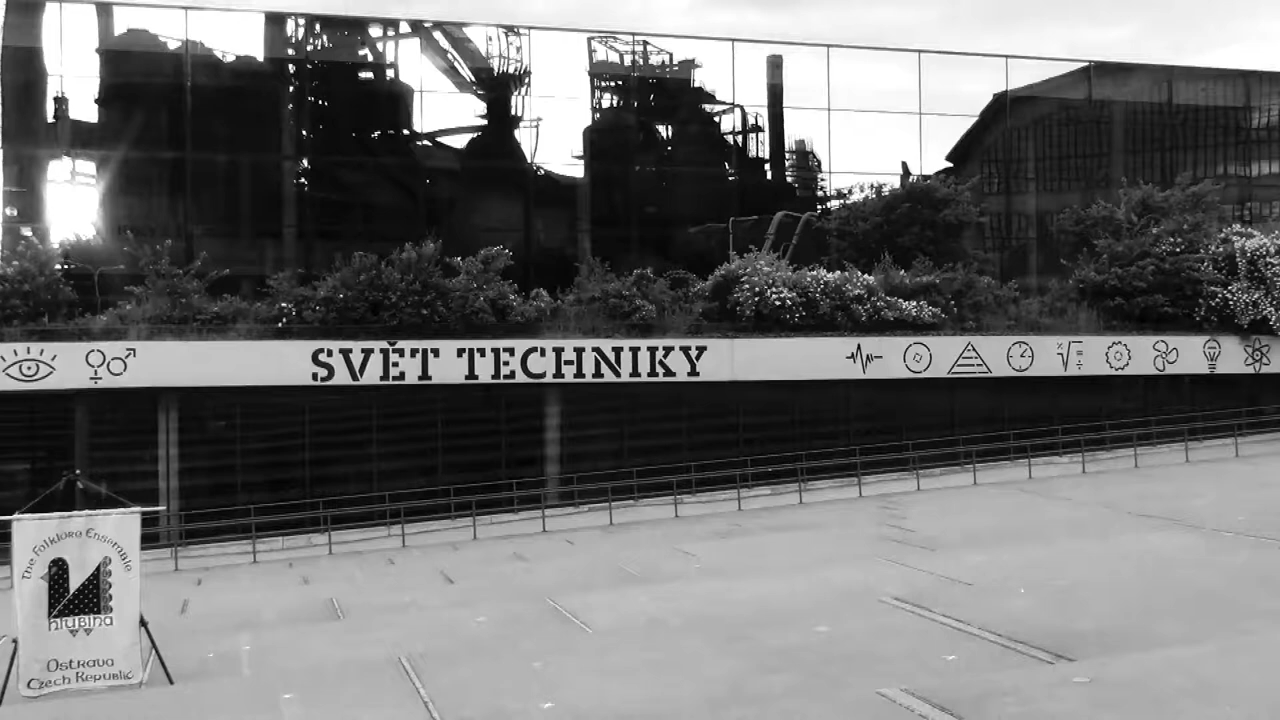 SVĚT TECHNIKY
The Folklore Ensemble
hlubina
Ostrava
Czech Republic